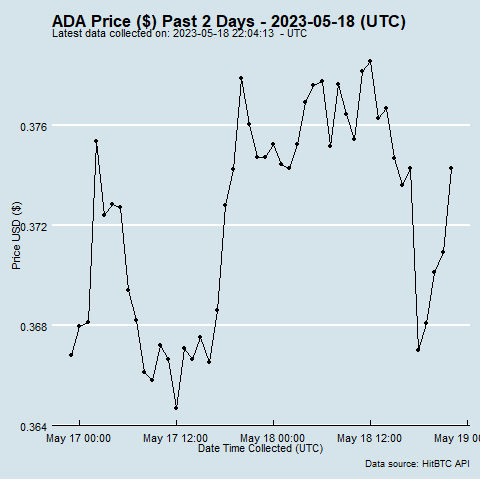 ADA Price ($) Past 2 Days - 2023-05-18 (UTC)
Latest data collected on: 2023-05-18 22:04:13 - UTC
Price USD ($)
0.376
0.372
0.368
0.364
May 17 00:00 May 17 12:00 May 18 00:00 May 18 12:00 May 19 0
Date Time Collected (UTC)
Data source: HitBTC API